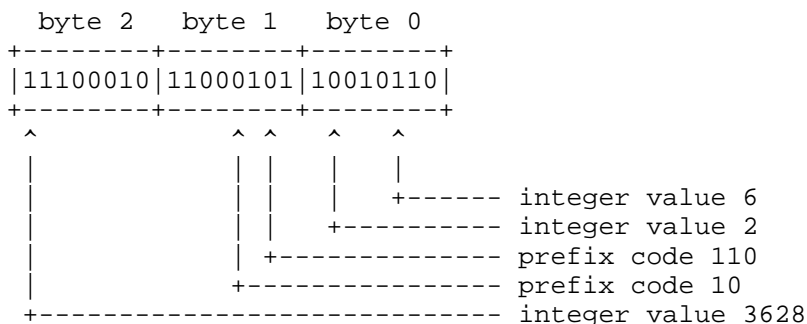 byte 2   byte 1   byte 0
+--------+--------+--------+
|11100010|11000101|10010110|
+--------+--------+--------+
 ^            ^ ^   ^   ^
 |            | |   |   |
 |            | |   |   +------ integer value 6
 |            | |   +---------- integer value 2
 |            | +-------------- prefix code 110
 |            +---------------- prefix code 10
 +----------------------------- integer value 3628